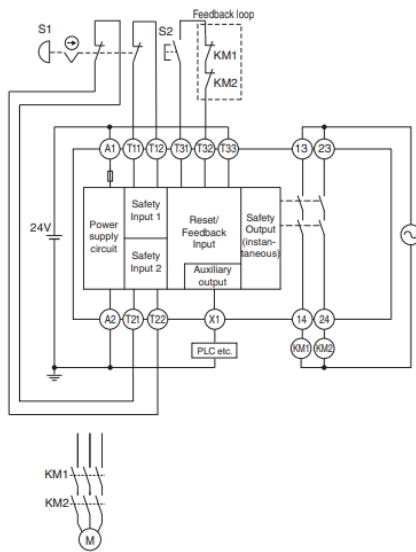 Feedback loop
S1
S2
KM1
KM2
A1 T11 T12 T31 T32 T33 13 23
24V
Power
supply
circuit
Safety
Input 1
Safety
Input 2
Reset/
Feedback
Input
Auxiliary
output
Safety
Output
(instan-
taneous)
A2 T21 T22 X1 14 24
PLC etc.
KM1 KM2
KM1
KM2
M